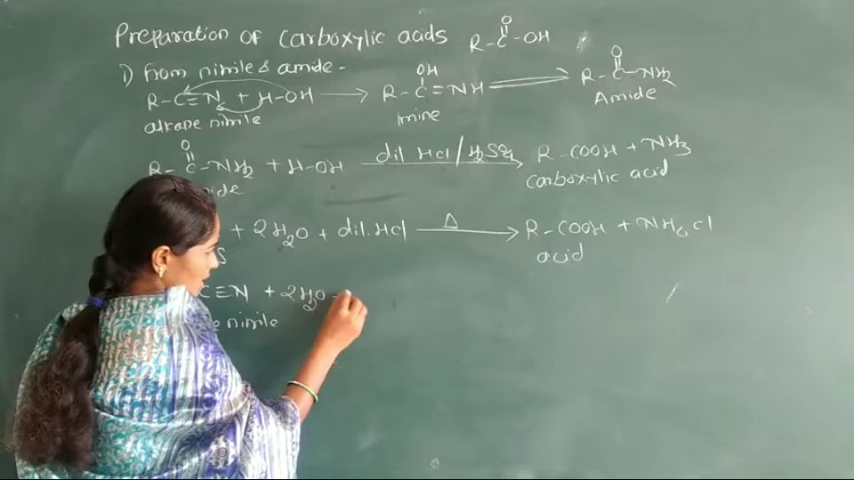 Preparation of Carboxylic acids R-C-OH
O
1) From nitrile & amide -
R-C≡N + H-OH → R-C=NH ⟶ R-C-NH2
OH
O
alkane nitrile imine Amide
R-C-NH2 + H-OH dil HCl/H2SO4 → R-COOH + NH3
O
carboxylic acid
+ 2H2O + dil.HCl Δ → R-COOH + NH4Cl
acid
C≡N + 2H2O
nitrile